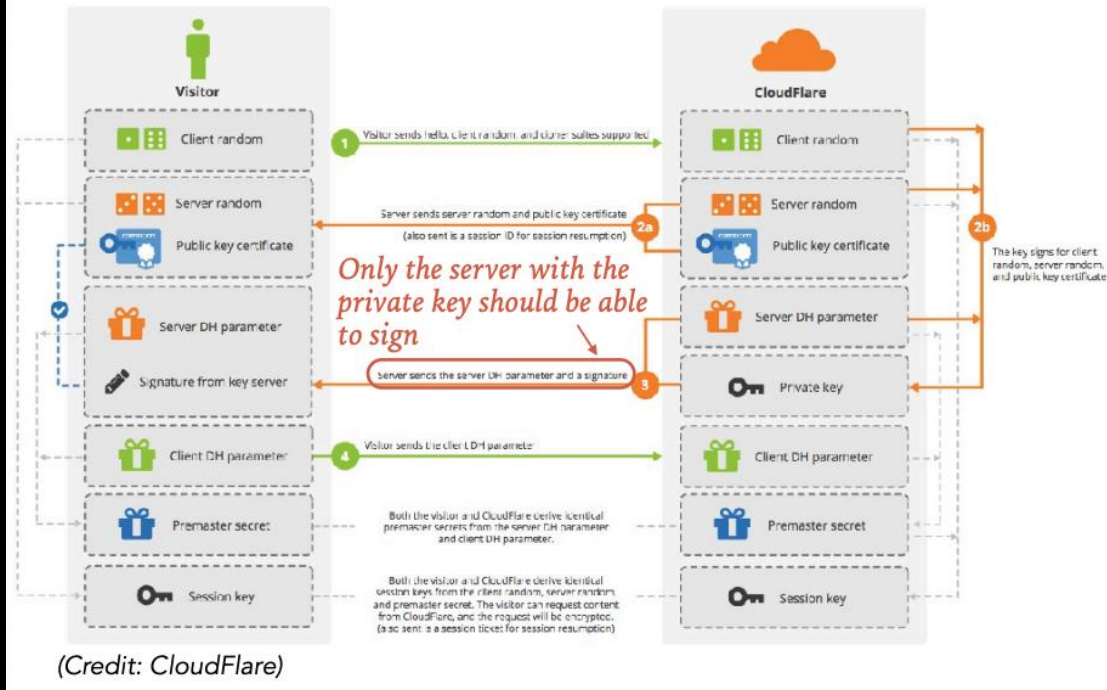 Visitor
CloudFlare
Client random
1
Visitor sends hello, client random, and cipher suites supported
Client random
Server random
Public key certificate
Server sends server random and public key certificate
(also sent is a session ID for session resumption)
2a
Server random
Public key certificate
2b
The key signs for client
random, server random,
and public key certificate
Only the server with the
private key should be able
to sign
Server DH parameter
Signature from key server
Server sends the server DH parameter and a signature
3
Server DH parameter
Private key
Client DH parameter
4
Visitor sends the client DH parameter
Client DH parameter
Premaster secret
Both the visitor and CloudFlare derive identical
premaster secrets from the server DH parameter
and client DH parameter.
Premaster secret
Session key
Both the visitor and CloudFlare derive identical
session keys from the client random, server random,
and premaster secret. The visitor can request content
from CloudFlare, and the request will be encrypted.
(also sent is a session ticket for session resumption)
Session key
(Credit: CloudFlare)